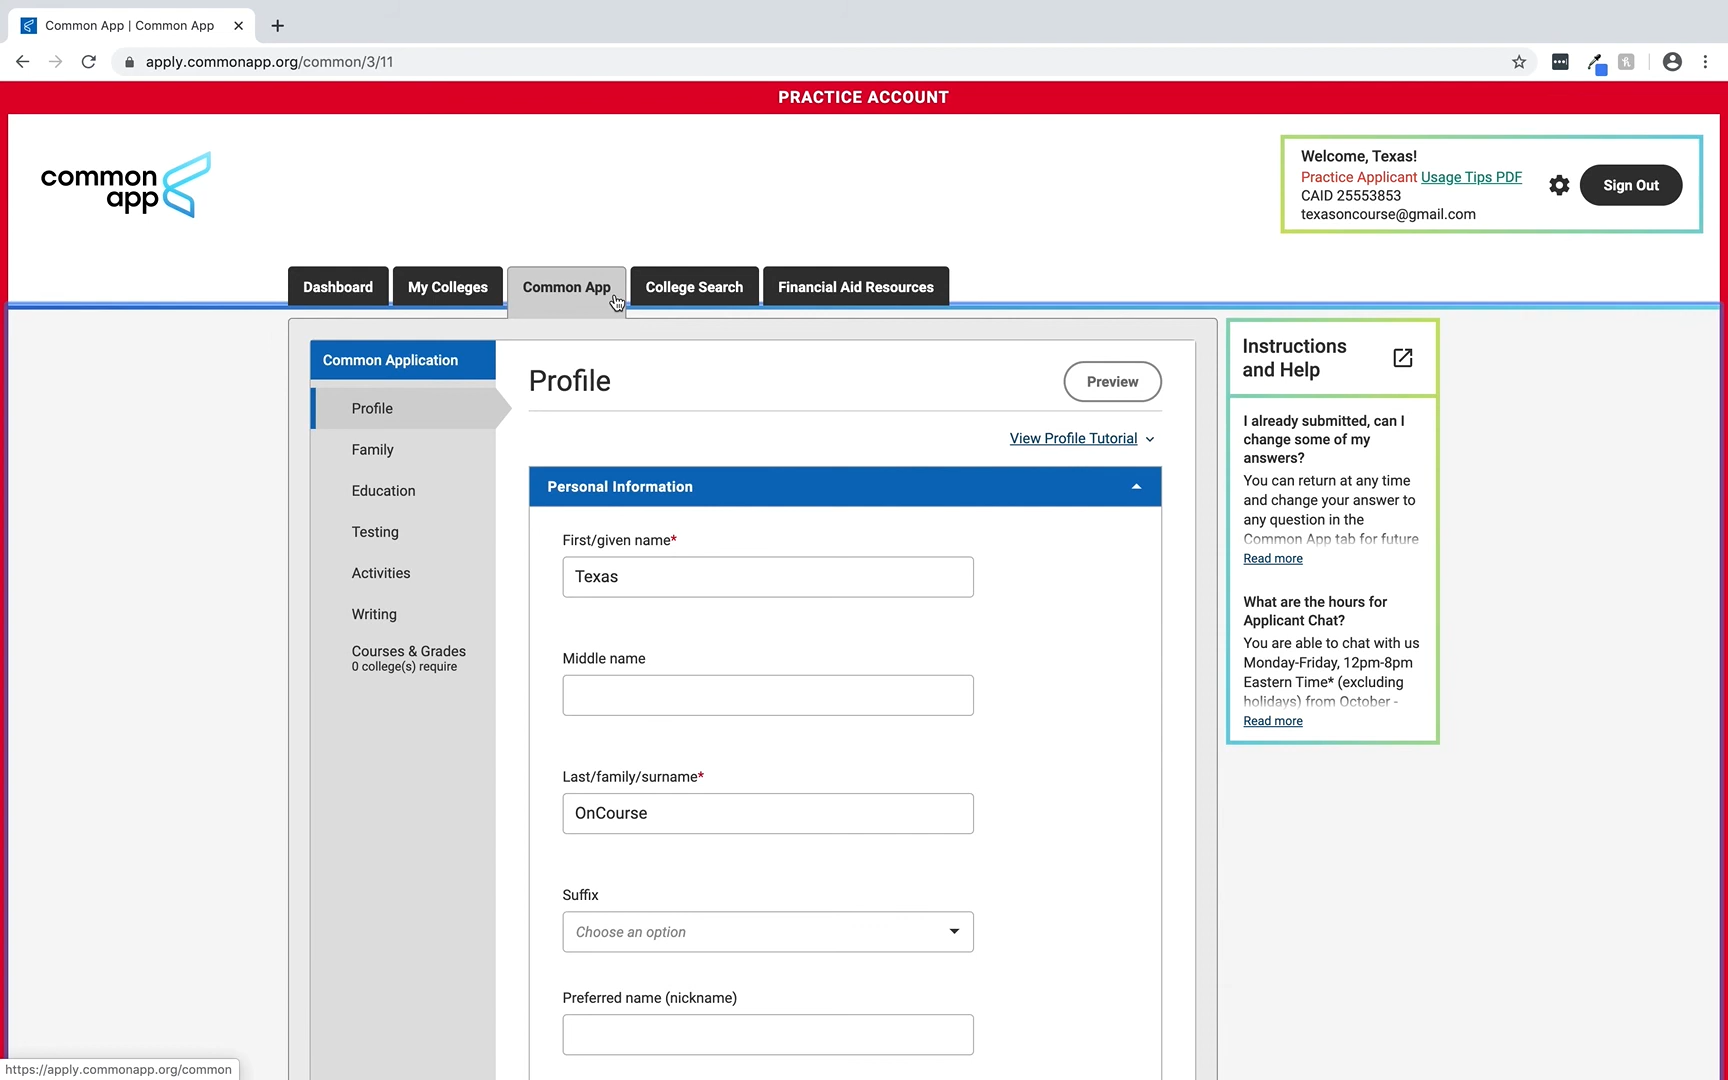 Common App | Common App
apply.commonapp.org/common/3/11
PRACTICE ACCOUNT
common
app
Welcome, Texas!
Practice Applicant Usage Tips PDF
CAID 25553853
texasoncourse@gmail.com
Sign Out
Dashboard
My Colleges
Common App
College Search
Financial Aid Resources
Common Application
Profile
Family
Education
Testing
Activities
Writing
Courses & Grades
0 college(s) require
Profile
Preview
View Profile Tutorial
Personal Information
First/given name*
Texas
Middle name
Last/family/surname*
OnCourse
Suffix
Choose an option
Preferred name (nickname)
Instructions
and Help
I already submitted, can I
change some of my
answers?
You can return at any time
and change your answer to
any question in the
Common App tab for future
Read more
What are the hours for
Applicant Chat?
You are able to chat with us
Monday-Friday, 12pm-8pm
Eastern Time* (excluding
holidays) from October -
Read more
https://apply.commonapp.org/common